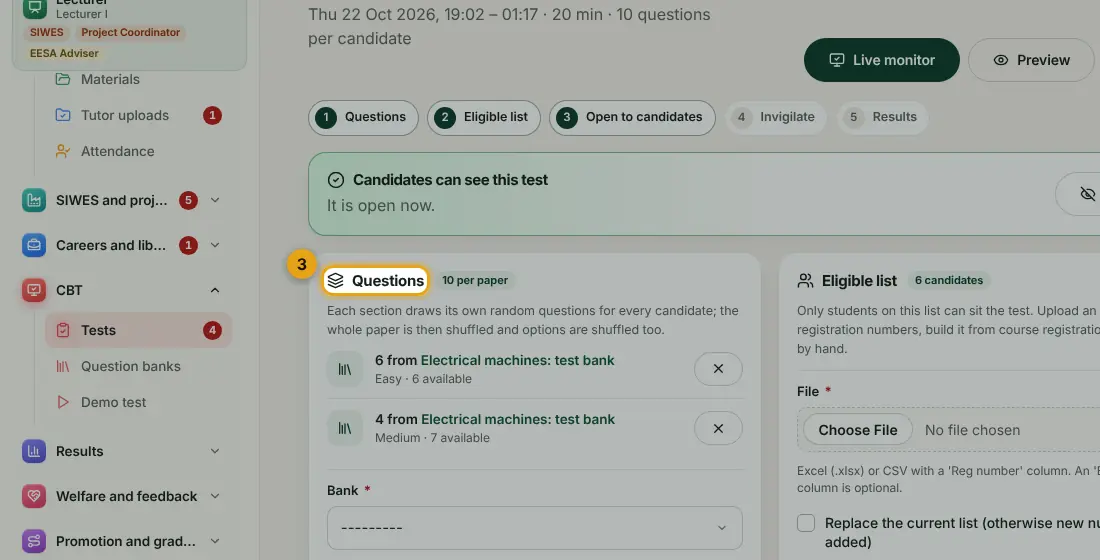 Lecturer
Lecturer I
SIWES
Project Coordinator
EESA Adviser
Materials
Tutor uploads
1
Attendance
SIWES and proj...
5
Careers and lib...
1
CBT
Tests
4
Question banks
Demo test
Results
Welfare and feedback
Promotion and grad...
Thu 22 Oct 2026, 19:02 – 01:17 · 20 min · 10 questions
per candidate
Live monitor
Preview
1 Questions
2 Eligible list
3 Open to candidates
4 Invigilate
5 Results
Candidates can see this test
It is open now.
3
Questions
10 per paper
Each section draws its own random questions for every candidate; the
whole paper is then shuffled and options are shuffled too.
6 from Electrical machines: test bank
Easy · 6 available
4 from Electrical machines: test bank
Medium · 7 available
Bank *
---------
Eligible list
6 candidates
Only students on this list can sit the test. Upload an
registration numbers, build it from course registratio
by hand.
File *
Choose File
No file chosen
Excel (.xlsx) or CSV with a 'Reg number' column. An
column is optional.
Replace the current list (otherwise new nu
added)